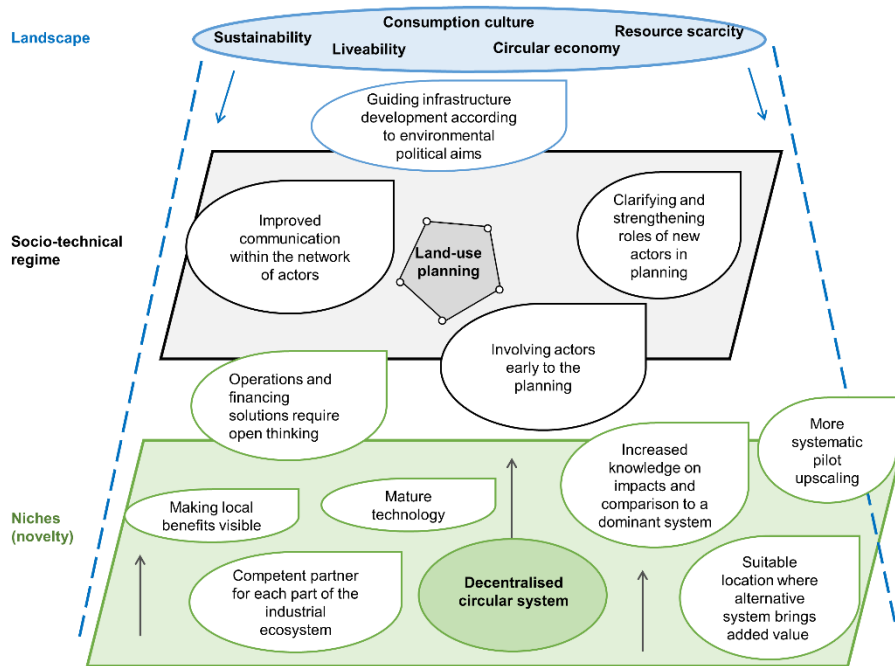 Landscape
Consumption culture
Sustainability
Resource scarcity
Liveability
Circular economy
Guiding infrastructure
development according
to environmental
political aims
Socio-technical
regime
Improved
communication
within the network
of actors
Land-use
planning
Clarifying and
strengthening
roles of new
actors in
planning
Involving actors
early to the
planning
Operations and
financing
solutions require
open thinking
More
systematic
pilot
upscaling
Increased
knowledge on
impacts and
comparison to a
dominant system
Niches
(novelty)
Making local
benefits visible
Mature
technology
Competent partner
for each part of the
industrial
ecosystem
Decentralised
circular system
Suitable
location where
alternative
system brings
added value